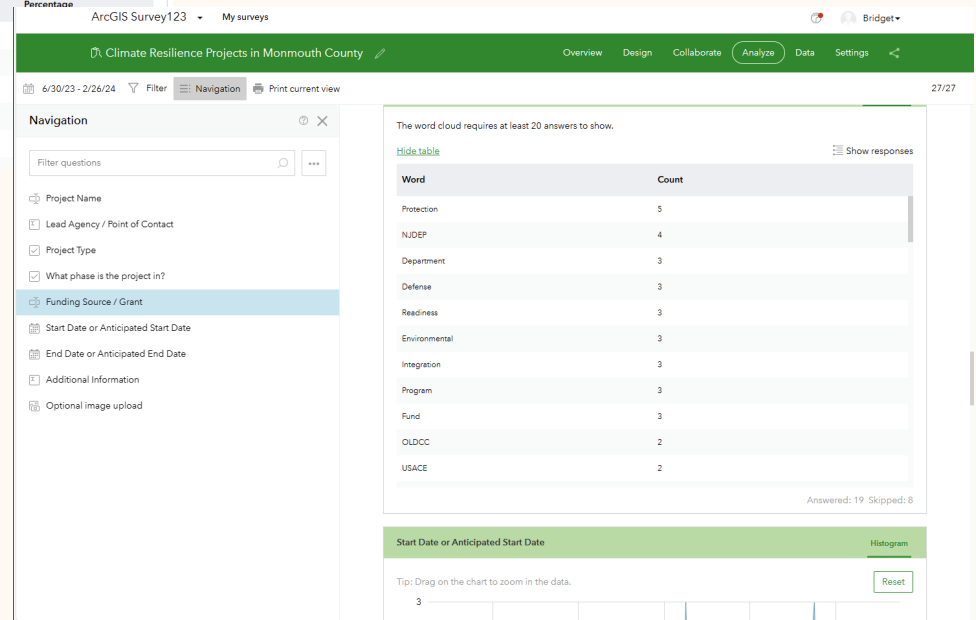 Percentage
ArcGIS Survey123 My surveys Bridget
Climate Resilience Projects in Monmouth County Overview Design Collaborate Analyze Data Settings
6/30/23 - 2/26/24 Filter Navigation Print current view 27/27
Navigation
Filter questions
Project Name
Lead Agency / Point of Contact
Project Type
What phase is the project in?
Funding Source / Grant
Start Date or Anticipated Start Date
End Date or Anticipated End Date
Additional Information
Optional image upload
The word cloud requires at least 20 answers to show.
Hide table Show responses
Word Count
Protection 5
NJDEP 4
Department 3
Defense 3
Readiness 3
Environmental 3
Integration 3
Program 3
Fund 3
OLDCC 2
USACE 2
Answered: 19 Skipped: 8
Start Date or Anticipated Start Date Histogram
Tip: Drag on the chart to zoom in the data. Reset
3